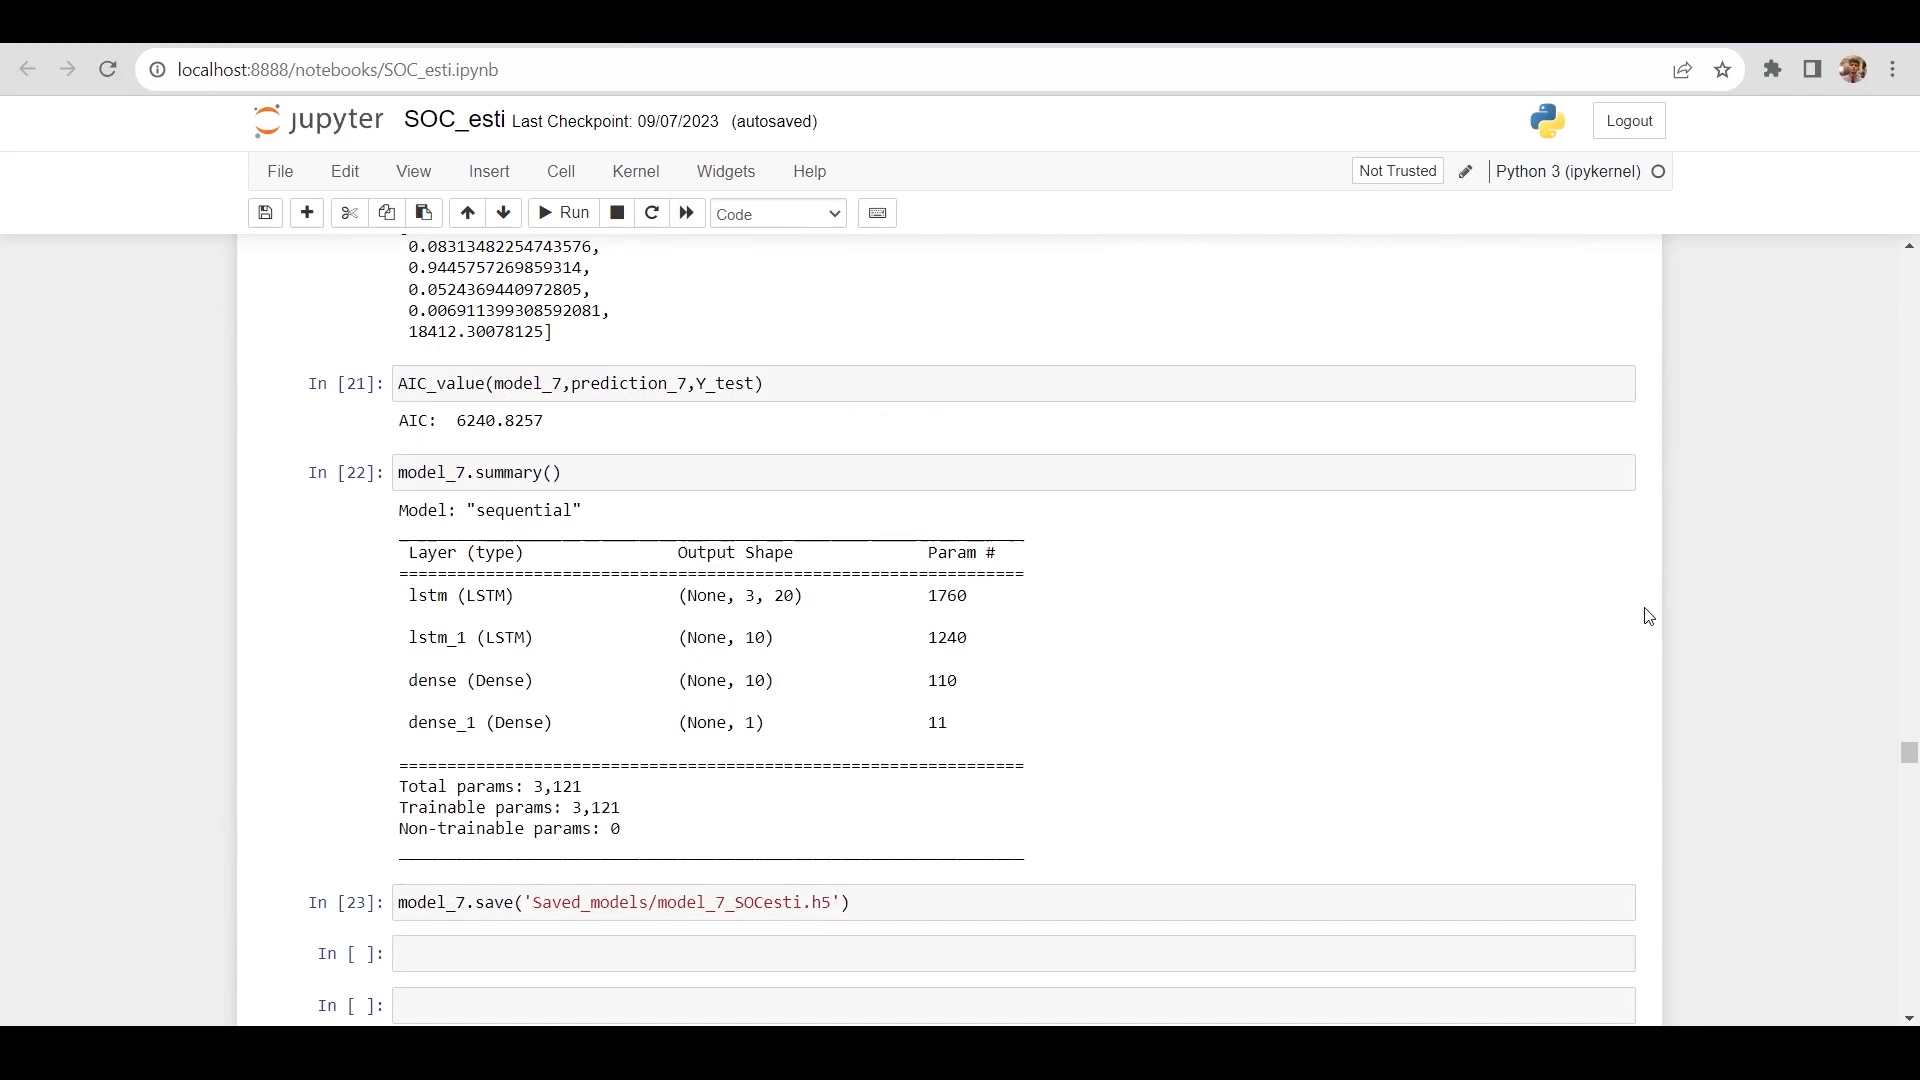 localhost:8888/notebooks/SOC_esti.ipynb
jupyter SOC_esti Last Checkpoint: 09/07/2023 (autosaved)
Logout
File Edit View Insert Cell Kernel Widgets Help
Not Trusted Python 3 (ipykernel)
Run Code
0.08313482254743576,
0.9445757269859314,
0.0524369440972805,
0.006911399308592081,
18412.30078125]
In [21]: AIC_value(model_7,prediction_7,Y_test)
AIC:  6240.8257
In [22]: model_7.summary()
Model: "sequential"
Layer (type) Output Shape Param #
=================================================================
lstm (LSTM) (None, 3, 20) 1760
lstm_1 (LSTM) (None, 10) 1240
dense (Dense) (None, 10) 110
dense_1 (Dense) (None, 1) 11
=================================================================
Total params: 3,121
Trainable params: 3,121
Non-trainable params: 0
In [23]: model_7.save('Saved_models/model_7_SOCesti.h5')
In [ ]:
In [ ]: